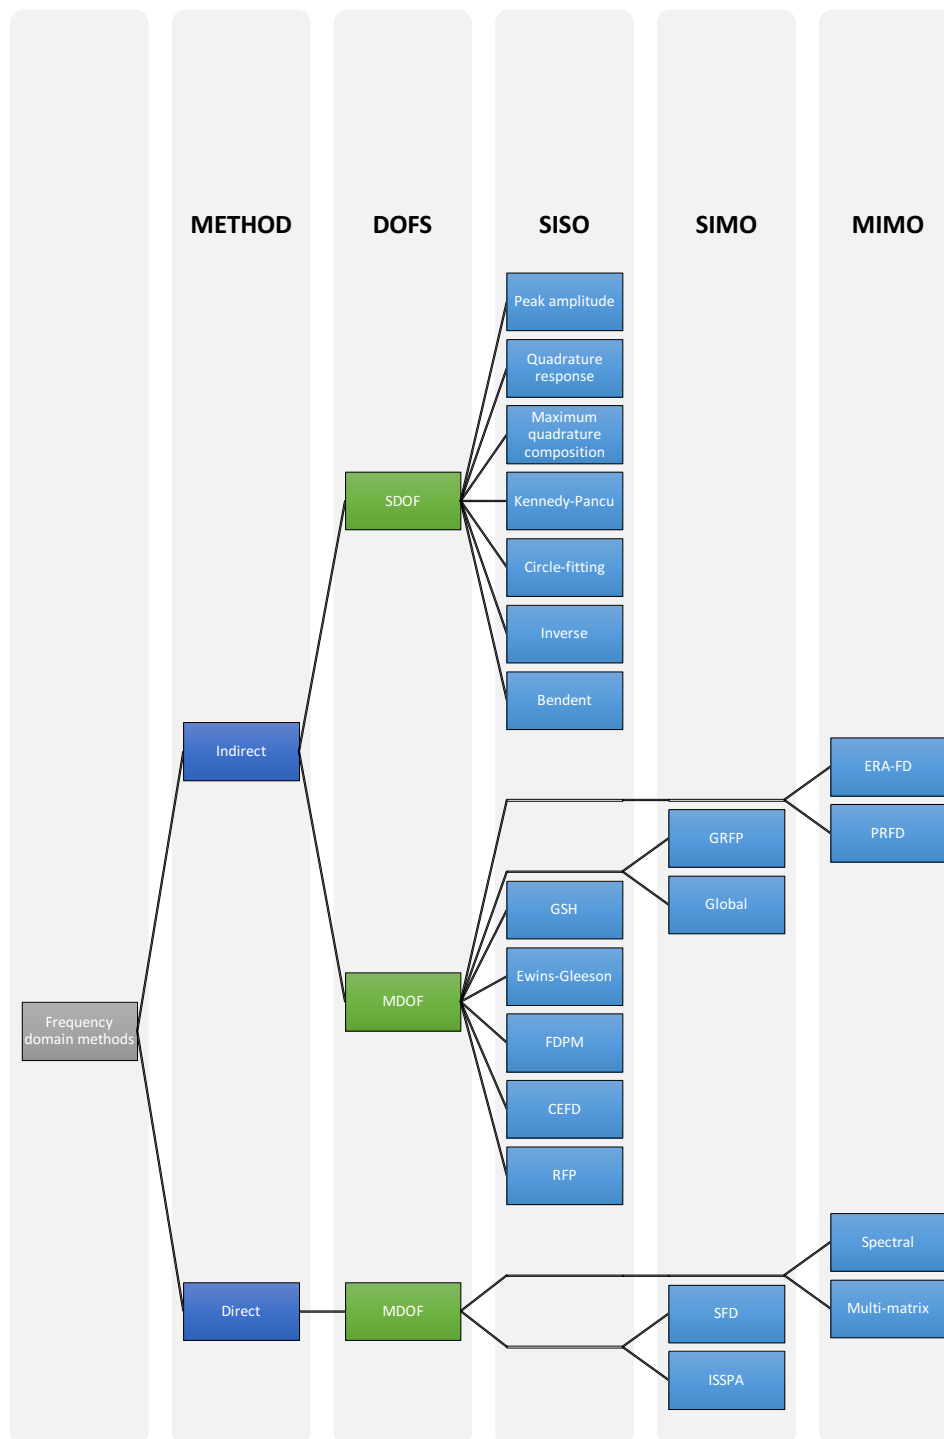 METHOD
DOFS
SISO
SIMO
MIMO
Peak amplitude
Quadrature
response
Maximum
quadrature
composition
SDOF
Kennedy-Pancu
Circle-fitting
Inverse
Bendent
Indirect
ERA-FD
PRFD
GRFP
Global
GSH
Ewins-Gleeson
MDOF
Frequency
domain methods
FDPM
CEFD
RFP
Spectral
Multi-matrix
Direct
MDOF
SFD
ISSPA